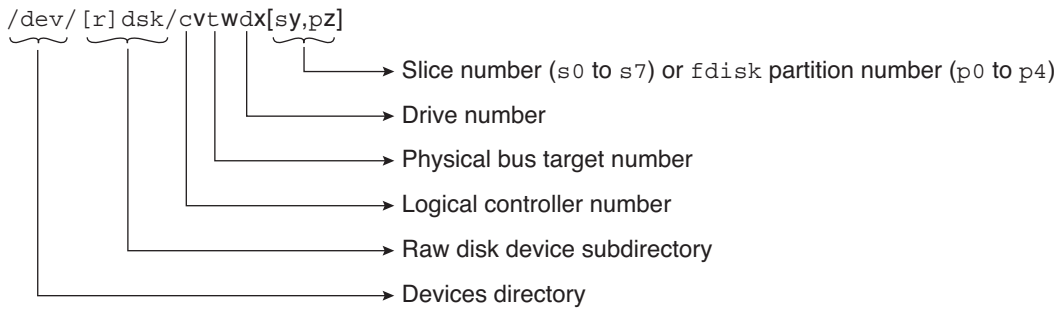 /dev/[r]dsk/cvtwdx[sy,pz]
Slice number (s0 to s7) or fdisk partition number (p0 to p4)
Drive number
Physical bus target number
Logical controller number
Raw disk device subdirectory
Devices directory